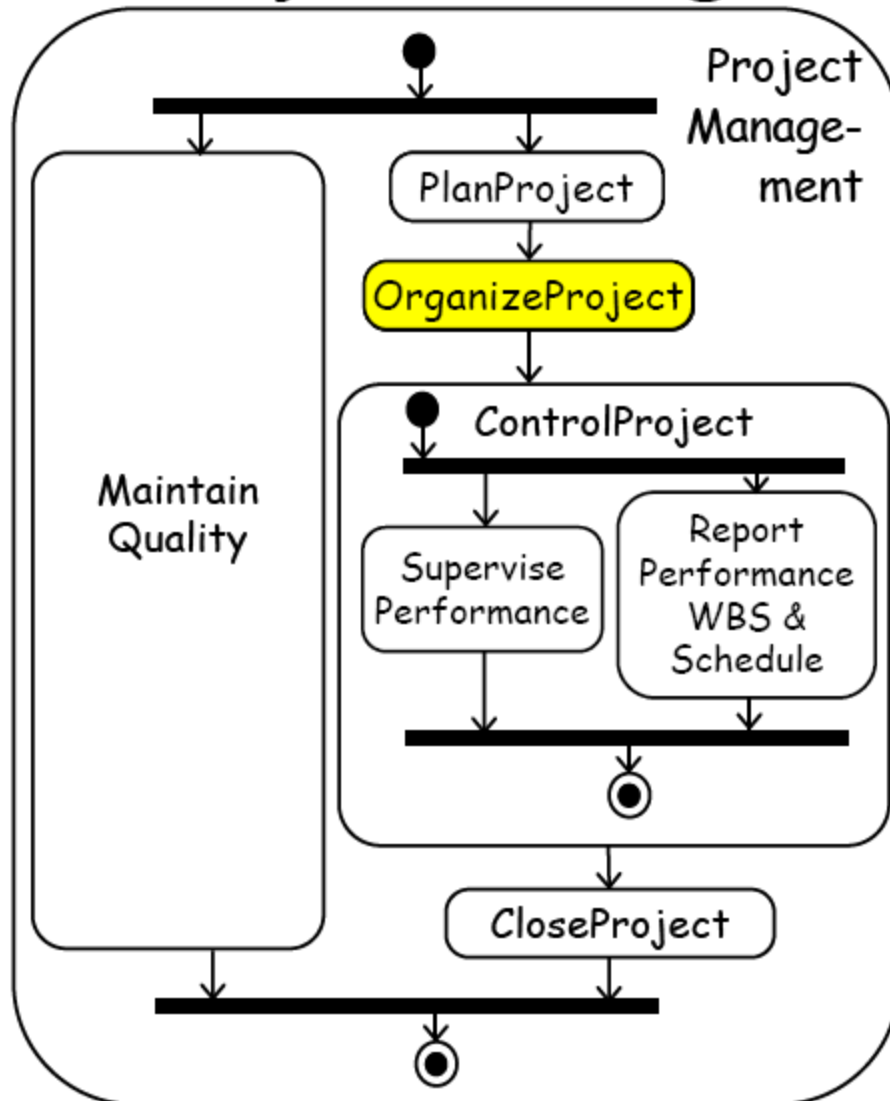 Project
Manage-
ment
PlanProject
OrganizeProject
ControlProject
Maintain
Quality
Supervise
Performance
Report
Performance
WBS &
Schedule
CloseProject